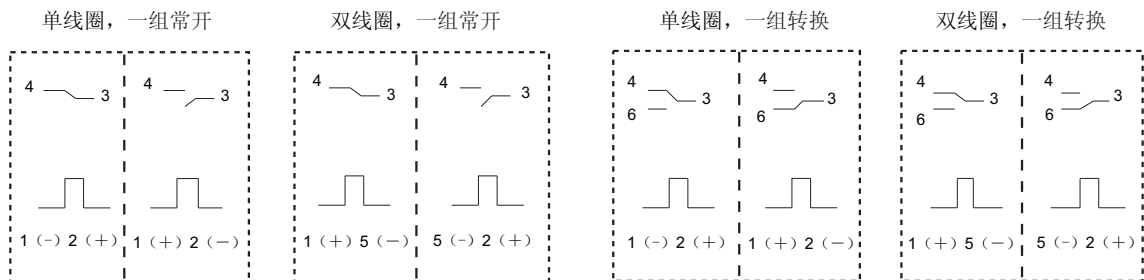 单线圈，一组常开 双线圈，一组常开 单线圈，一组转换 双线圈，一组转换
4 3 4 3 4 3 4 3 4 3 4 3 4 3 4 3
6 6 6 6
1（-）2（+） 1（+）2（—） 1（+）5（—） 5（-）2（+） 1（-）2（+） 1（+）2（—） 1（+）5（—） 5（-）2（+）